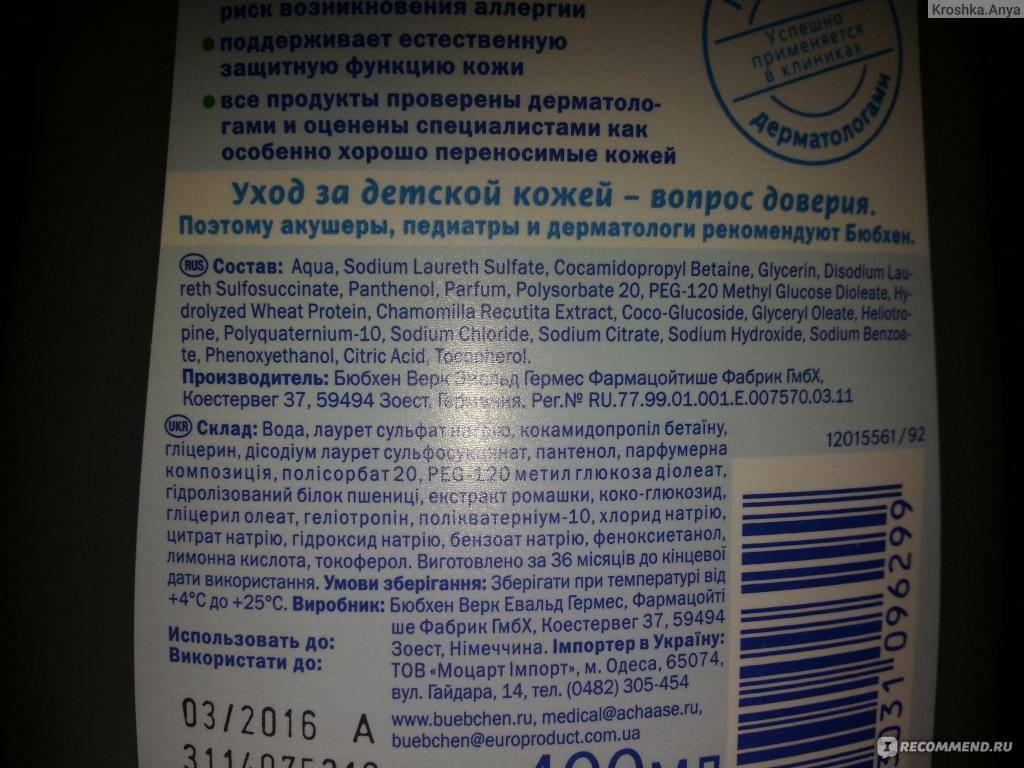 Kroshka.Anya
риск возникновения аллергии
• поддерживает естественную
защитную функцию кожи
• все продукты проверены дерматоло-
гами и оценены специалистами как
особенно хорошо переносимые кожей
Успешно
применяется
в клиниках
дерматологами
Уход за детской кожей – вопрос доверия.
Поэтому акушеры, педиатры и дерматологи рекомендуют Бюбхен.
RUS Состав: Aqua, Sodium Laureth Sulfate, Cocamidopropyl Betaine, Glycerin, Disodium Lau-
reth Sulfosuccinate, Panthenol, Parfum, Polysorbate 20, PEG-120 Methyl Glucose Dioleate, Hy-
drolyzed Wheat Protein, Chamomilla Recutita Extract, Coco-Glucoside, Glyceryl Oleate, Heliotro-
pine, Polyquaternium-10, Sodium Chloride, Sodium Citrate, Sodium Hydroxide, Sodium Benzoa-
te, Phenoxyethanol, Citric Acid, Tocopherol.
Производитель: Бюбхен Верк Эвальд Гермес Фармацойтише Фабрик ГмбХ,
Коестервег 37, 59494 Зоест, Германия. Рег.№ RU.77.99.01.001.E.007570.03.11
UKR Склад: Вода, лаурет сульфат натрію, кокамидопропіл бетаїну,
гліцерин, дісодіум лаурет сульфосукцинат, пантенол, парфумерна
композиція, полісорбат 20, PEG-120 метил глюкоза діолеат,
гідролізований білок пшениці, екстракт ромашки, коко-глюкозид,
гліцерил олеат, геліотропін, полікватерніум-10, хлорид натрію,
цитрат натрію, гідроксид натрію, бензоат натрію, феноксиетанол,
лимонна кислота, токоферол. Виготовлено за 36 місяців до кінцевої
дати використання. Умови зберігання: Зберігати при температурі від
+4°C до +25°C. Виробник: Бюбхен Верк Евальд Гермес, Фармацойті
ше Фабрик ГмбХ, Коестервег 37, 59494
Зоест, Німеччина. Імпортер в Україну:
ТОВ «Моцарт Імпорт», м. Одеса, 65074,
вул. Гайдара, 14, тел. (0482) 305-454
www.buebchen.ru, medical@achaase.ru,
buebchen@europroduct.com.ua
12015561/92
Использовать до:
Використати до:
03/2016 A
031 096299
400 мл
RECOMMEND.RU